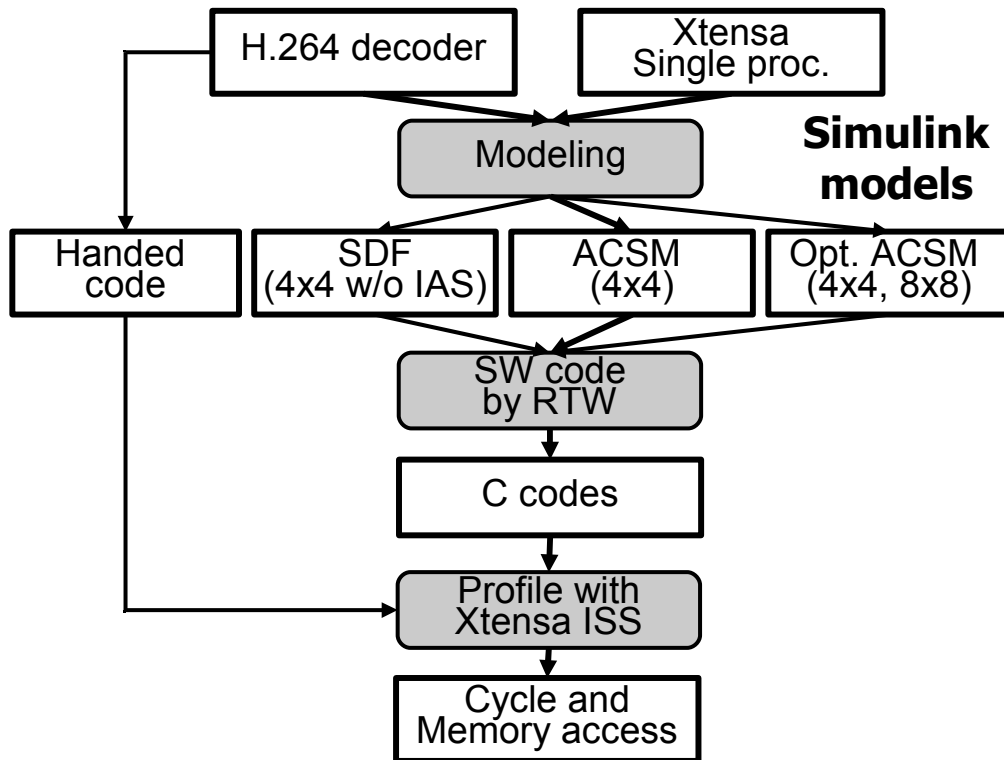 H.264 decoder
Xtensa
Single proc.
Modeling
Simulink
models
Handed
code
SDF
(4x4 w/o IAS)
ACSM
(4x4)
Opt. ACSM
(4x4, 8x8)
SW code
by RTW
C codes
Profile with
Xtensa ISS
Cycle and
Memory access